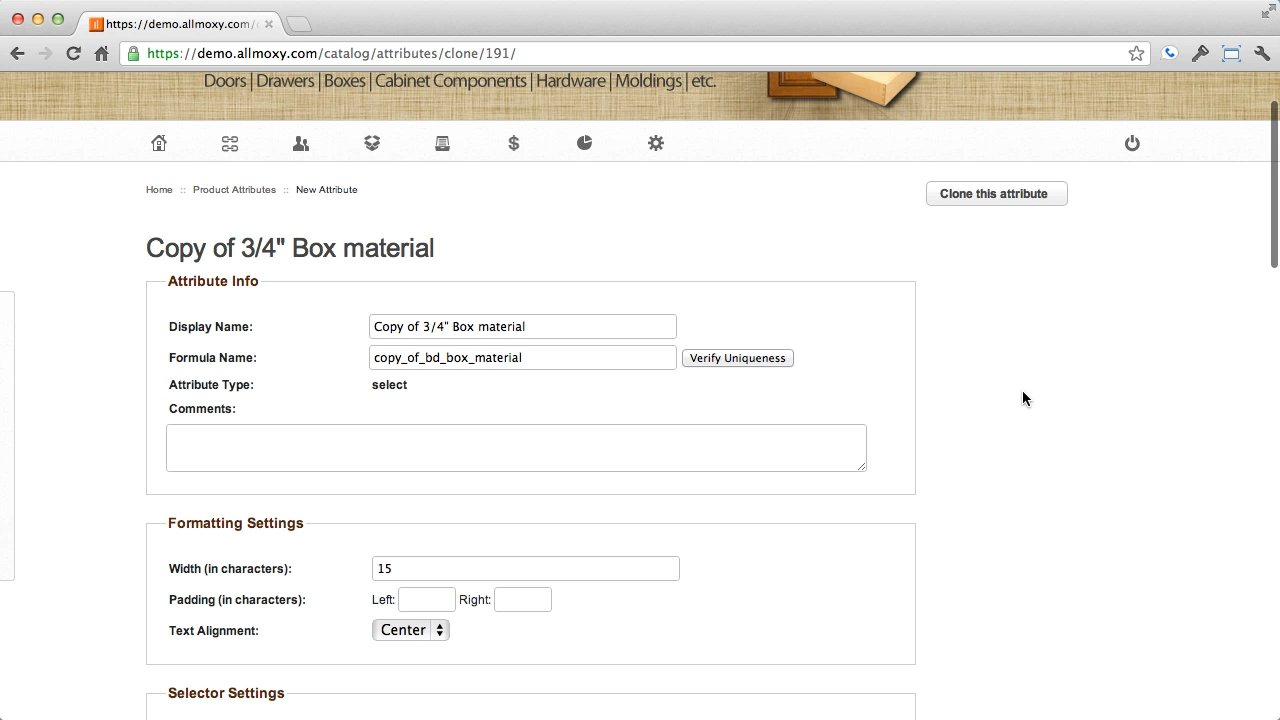 https://demo.allmoxy.com/c
https://demo.allmoxy.com/catalog/attributes/clone/191/
Doors | Drawers | Boxes | Cabinet Components | Hardware | Moldings | etc.
Home :: Product Attributes :: New Attribute
Clone this attribute
Copy of 3/4" Box material
Attribute Info
Display Name: Copy of 3/4" Box material
Formula Name: copy_of_bd_box_material Verify Uniqueness
Attribute Type: select
Comments:
Formatting Settings
Width (in characters): 15
Padding (in characters): Left: Right:
Text Alignment: Center
Selector Settings